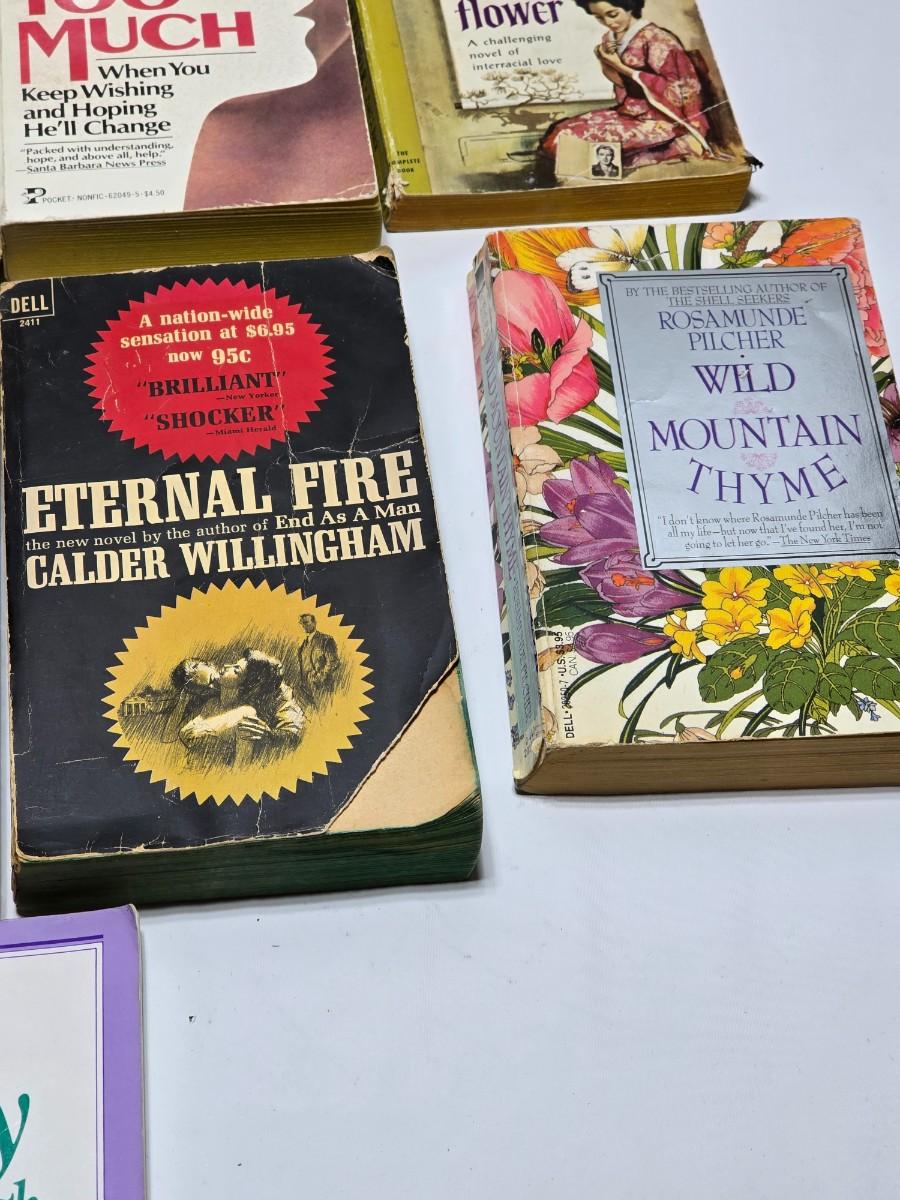 TOO
MUCH
When You
Keep Wishing
and Hoping
He'll Change
"Packed with understanding,
hope, and above all, help."
—Santa Barbara News Press
POCKET· NONFIC·62049-5·$4.50
flower
A challenging
novel of
interracial love
THE
COMPLETE
BOOK
DELL
2411
A nation-wide
sensation at $6.95
now 95c
"BRILLIANT"
—New Yorker
"SHOCKER"
—Miami Herald
ETERNAL FIRE
the new novel by the author of End As A Man
CALDER WILLINGHAM
BY THE BESTSELLING AUTHOR OF
THE SHELL SEEKERS
ROSAMUNDE
PILCHER
WILD
MOUNTAIN
THYME
"I don't know where Rosamunde Pilcher has been
all my life—but now that I've found her, I'm not
going to let her go." —The New York Times
y